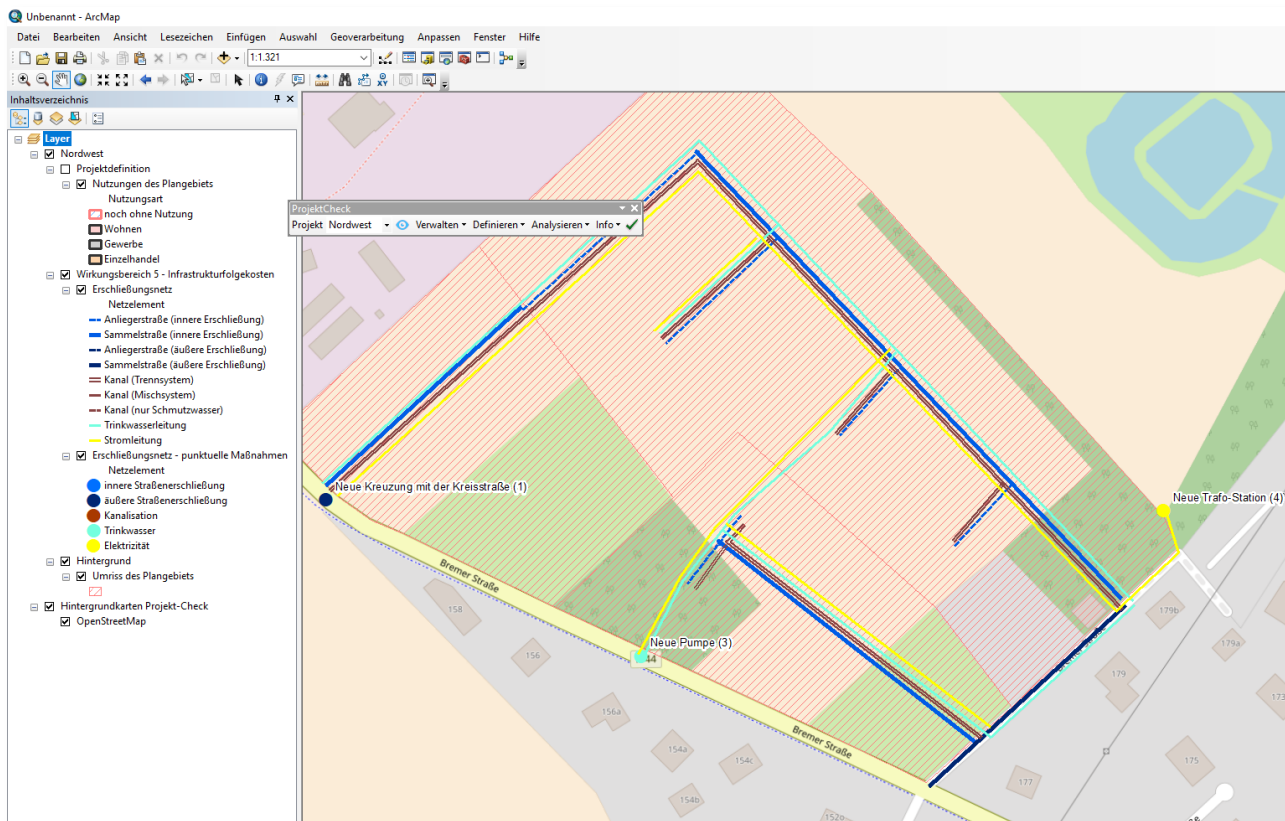 Unbenannt - ArcMap
Datei Bearbeiten Ansicht Lesezeichen Einfügen Auswahl Geoverarbeitung Anpassen Fenster Hilfe
1:1.321
Inhaltsverzeichnis
Layer
Nordwest
Projektdefinition
Nutzungen des Plangebiets
Nutzungsart
noch ohne Nutzung
Wohnen
Gewerbe
Einzelhandel
Wirkungsbereich 5 - Infrastrukturfolgekosten
Erschließungsnetz
Netzelement
Anliegerstraße (innere Erschließung)
Sammelstraße (innere Erschließung)
Anliegerstraße (äußere Erschließung)
Sammelstraße (äußere Erschließung)
Kanal (Trennsystem)
Kanal (Mischsystem)
Kanal (nur Schmutzwasser)
Trinkwasserleitung
Stromleitung
Erschließungsnetz - punktuelle Maßnahmen
Netzelement
innere Straßenerschließung
äußere Straßenerschließung
Kanalisation
Trinkwasser
Elektrizität
Hintergrund
Umriss des Plangebiets
Hintergrundkarten Projekt-Check
OpenStreetMap
ProjektCheck
Projekt Nordwest Verwalten Definieren Analysieren Info
Neue Kreuzung mit der Kreisstraße (1)
Neue Trafo-Station (4)
Bremer Straße
158
179b
Neue Pumpe (3)
44
156
179a
179
173
156a
Bremer Straße
154a
154c
175
177
154b
152c